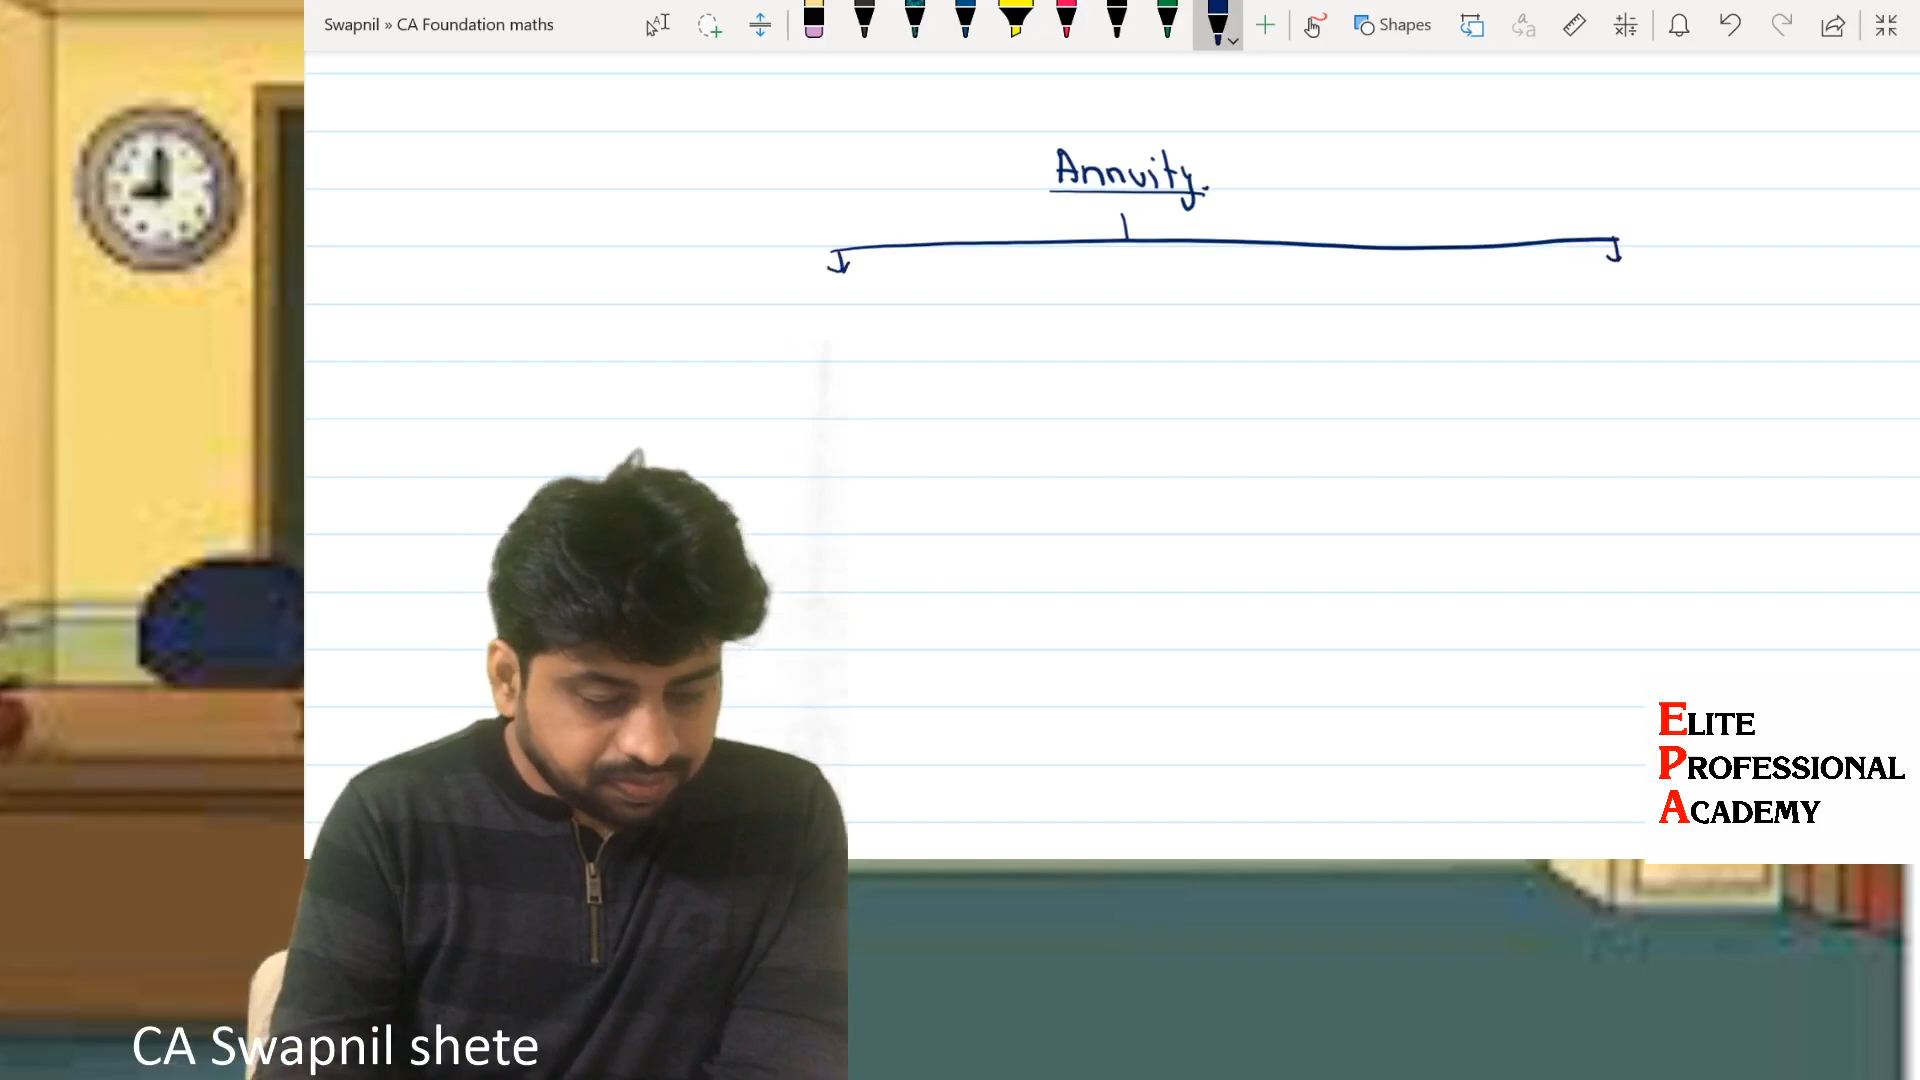 Swapnil » CA Foundation maths
Shapes
Annuity.
ELITE
PROFESSIONAL
ACADEMY
CA Swapnil shete